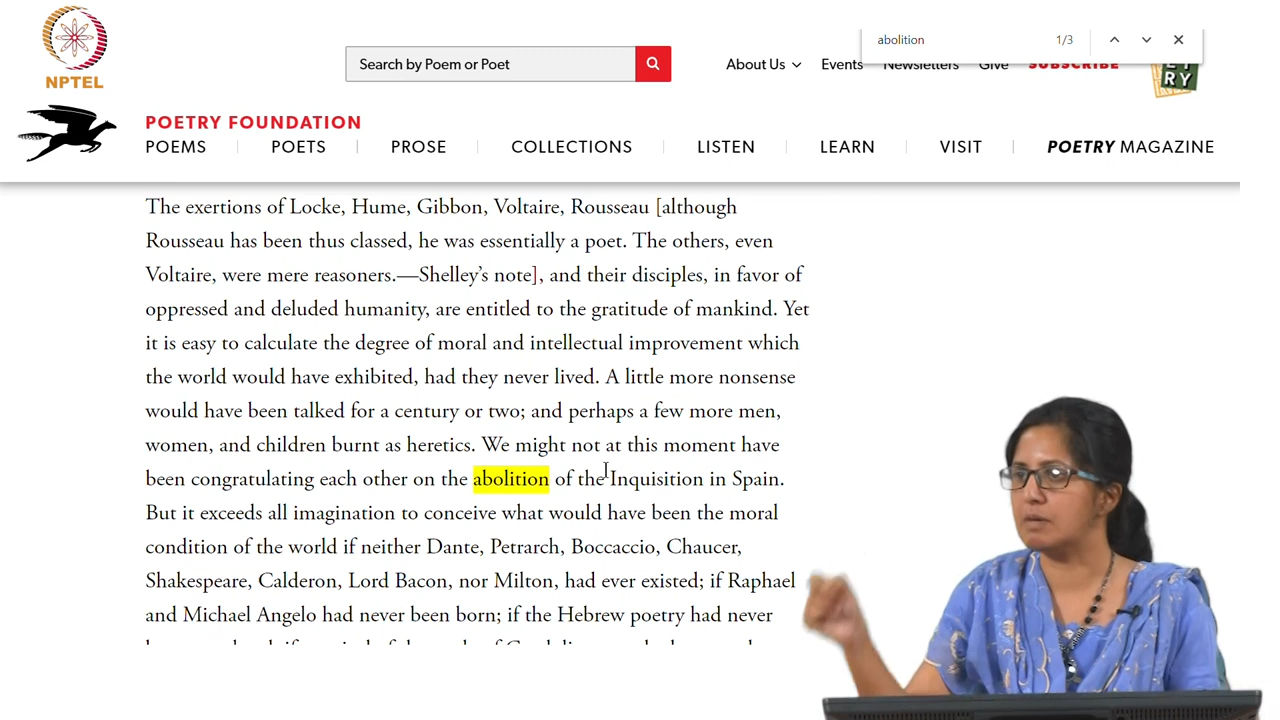 NPTEL
abolition 1/3
Search by Poem or Poet
About Us Events Newsletters Give SUBSCRIBE
RY
POETRY FOUNDATION
POEMS POETS PROSE COLLECTIONS LISTEN LEARN VISIT POETRY MAGAZINE
The exertions of Locke, Hume, Gibbon, Voltaire, Rousseau [although
Rousseau has been thus classed, he was essentially a poet. The others, even
Voltaire, were mere reasoners.—Shelley’s note], and their disciples, in favor of
oppressed and deluded humanity, are entitled to the gratitude of mankind. Yet
it is easy to calculate the degree of moral and intellectual improvement which
the world would have exhibited, had they never lived. A little more nonsense
would have been talked for a century or two; and perhaps a few more men,
women, and children burnt as heretics. We might not at this moment have
been congratulating each other on the abolition of the Inquisition in Spain.
But it exceeds all imagination to conceive what would have been the moral
condition of the world if neither Dante, Petrarch, Boccaccio, Chaucer,
Shakespeare, Calderon, Lord Bacon, nor Milton, had ever existed; if Raphael
and Michael Angelo had never been born; if the Hebrew poetry had never